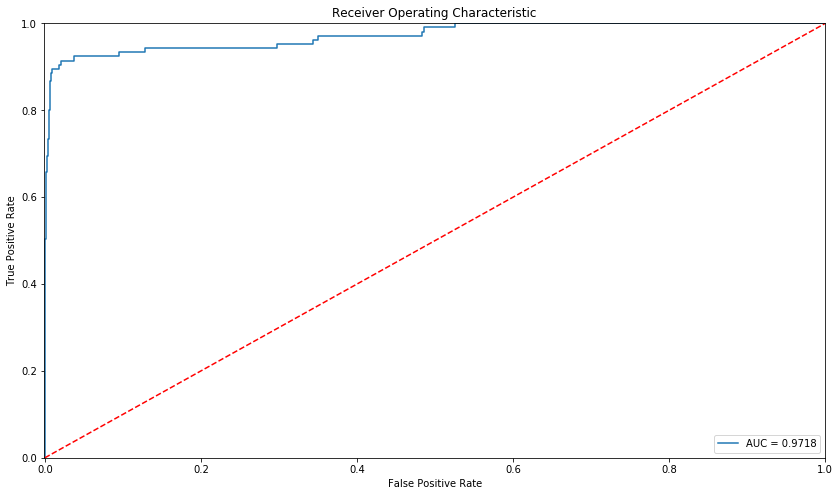 Receiver Operating Characteristic
1.0
0.8
0.6
0.4
0.2
0.0
True Positive Rate
AUC = 0.9718
0.0 0.2 0.4 0.6 0.8 1.0
False Positive Rate